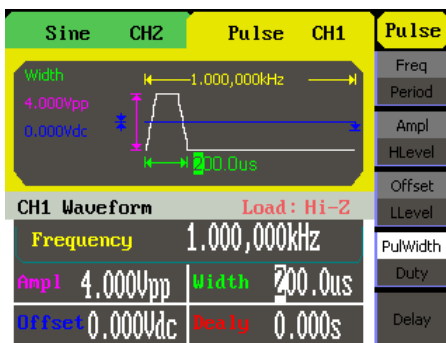 Sine CH2 Pulse CH1 Pulse
Width 1.000,000kHz
4.000Vpp
0.000Vdc
200.0us
CH1 Waveform Load: Hi-Z
Frequency 1.000,000kHz
Ampl 4.000Vpp Width 200.0us
Offset 0.000Vdc Dealy 0.000s
Freq
Period
Ampl
HLevel
Offset
LLevel
PulWidth
Duty
Delay